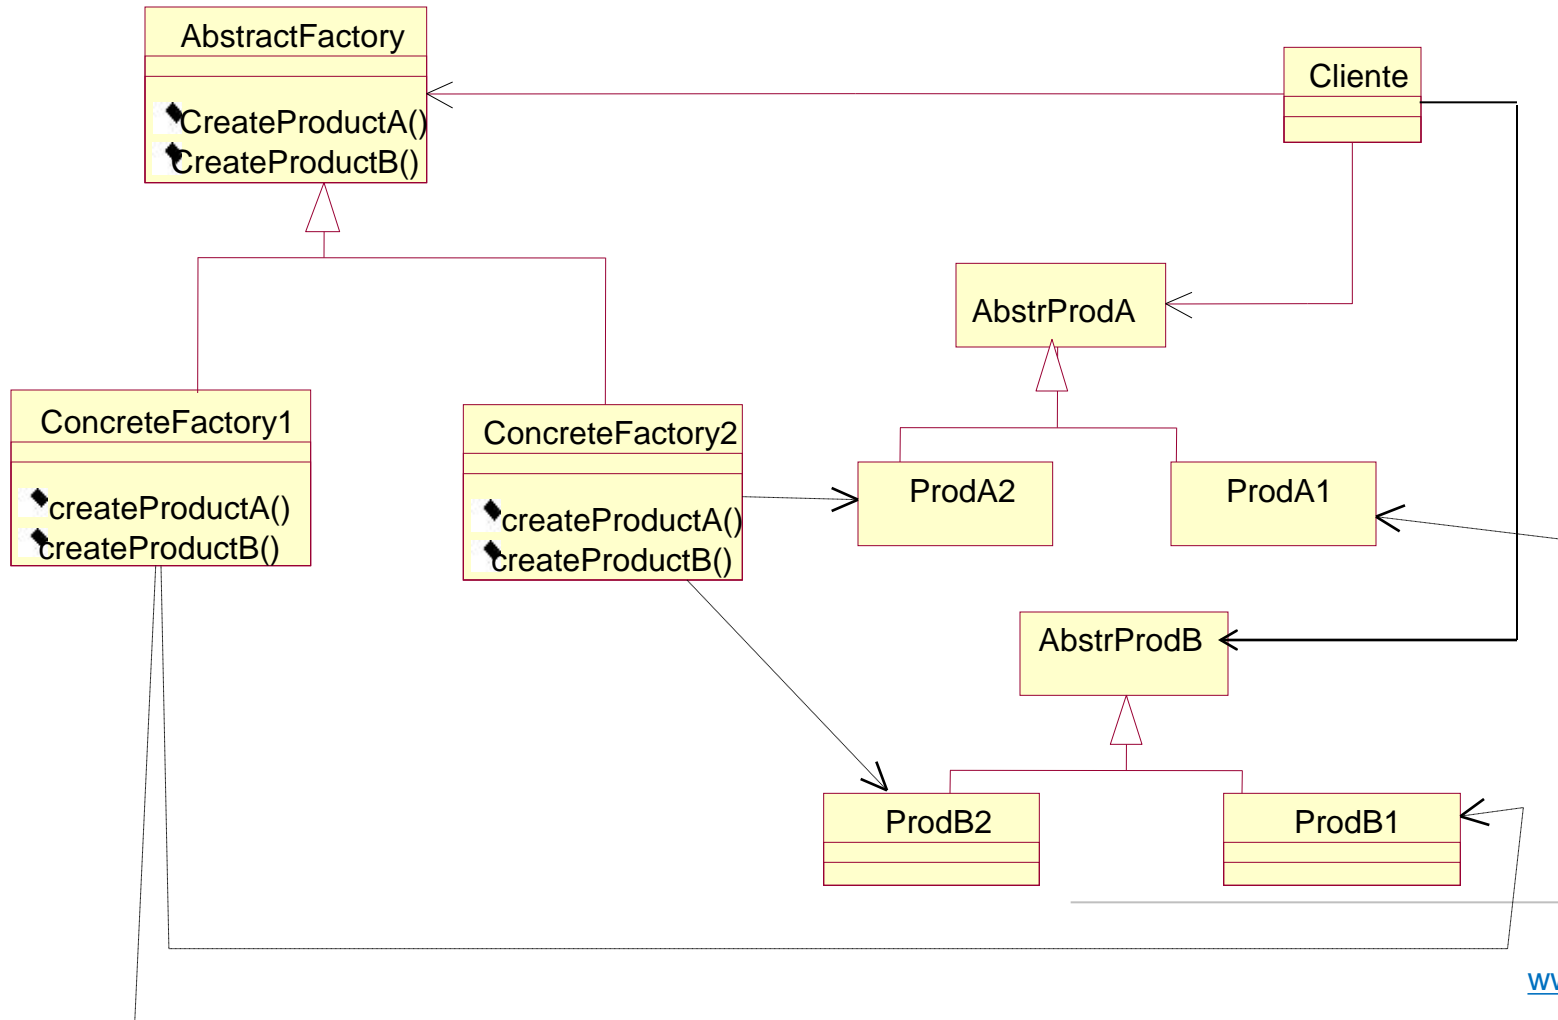 AbstractFactory
CreateProductA()
CreateProductB()
Cliente
AbstrProdA
ConcreteFactory1
createProductA()
createProductB()
ConcreteFactory2
createProductA()
createProductB()
ProdA2
ProdA1
AbstrProdB
ProdB2
ProdB1